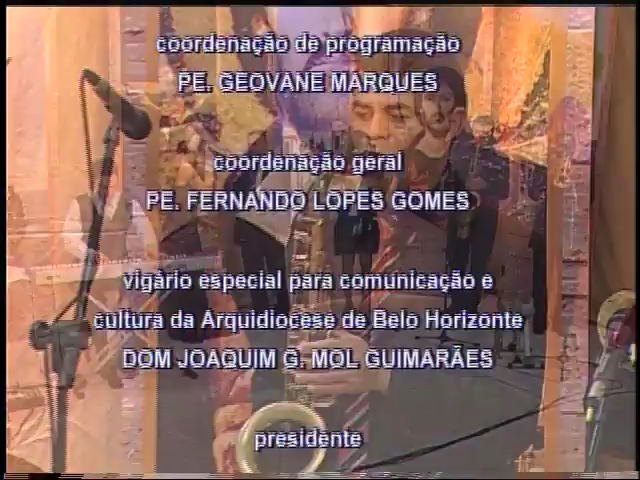 coordenação de programação
PE. GEOVANE MARQUES
coordenação geral
PE. FERNANDO LOPES GOMES
vigário especial para comunicação e
cultura da Arquidiocese de Belo Horizonte
DOM JOAQUIM G. MOL GUIMARÃES
presidente